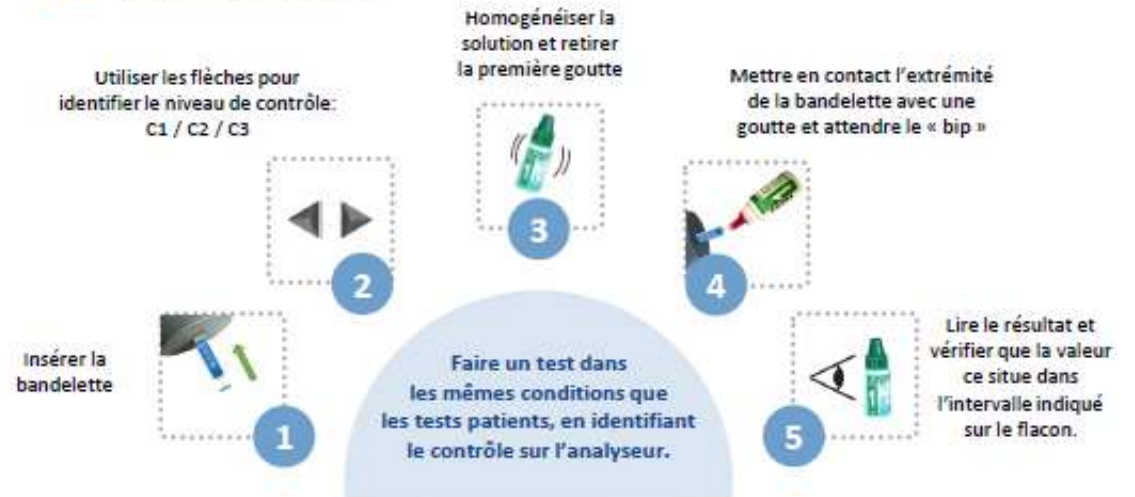 Insérer la
bandelette
1
Utiliser les flèches pour
identifier le niveau de contrôle:
C1 / C2 / C3
2
Homogénéiser la
solution et retirer
la première goutte
3
Mettre en contact l'extrémité
de la bandelette avec une
goutte et attendre le « bip »
4
Lire le résultat et
vérifier que la valeur
ce situe dans
l'intervalle indiqué
sur le flacon.
5
Faire un test dans
les mêmes conditions que
les tests patients, en identifiant
le contrôle sur l'analyseur.